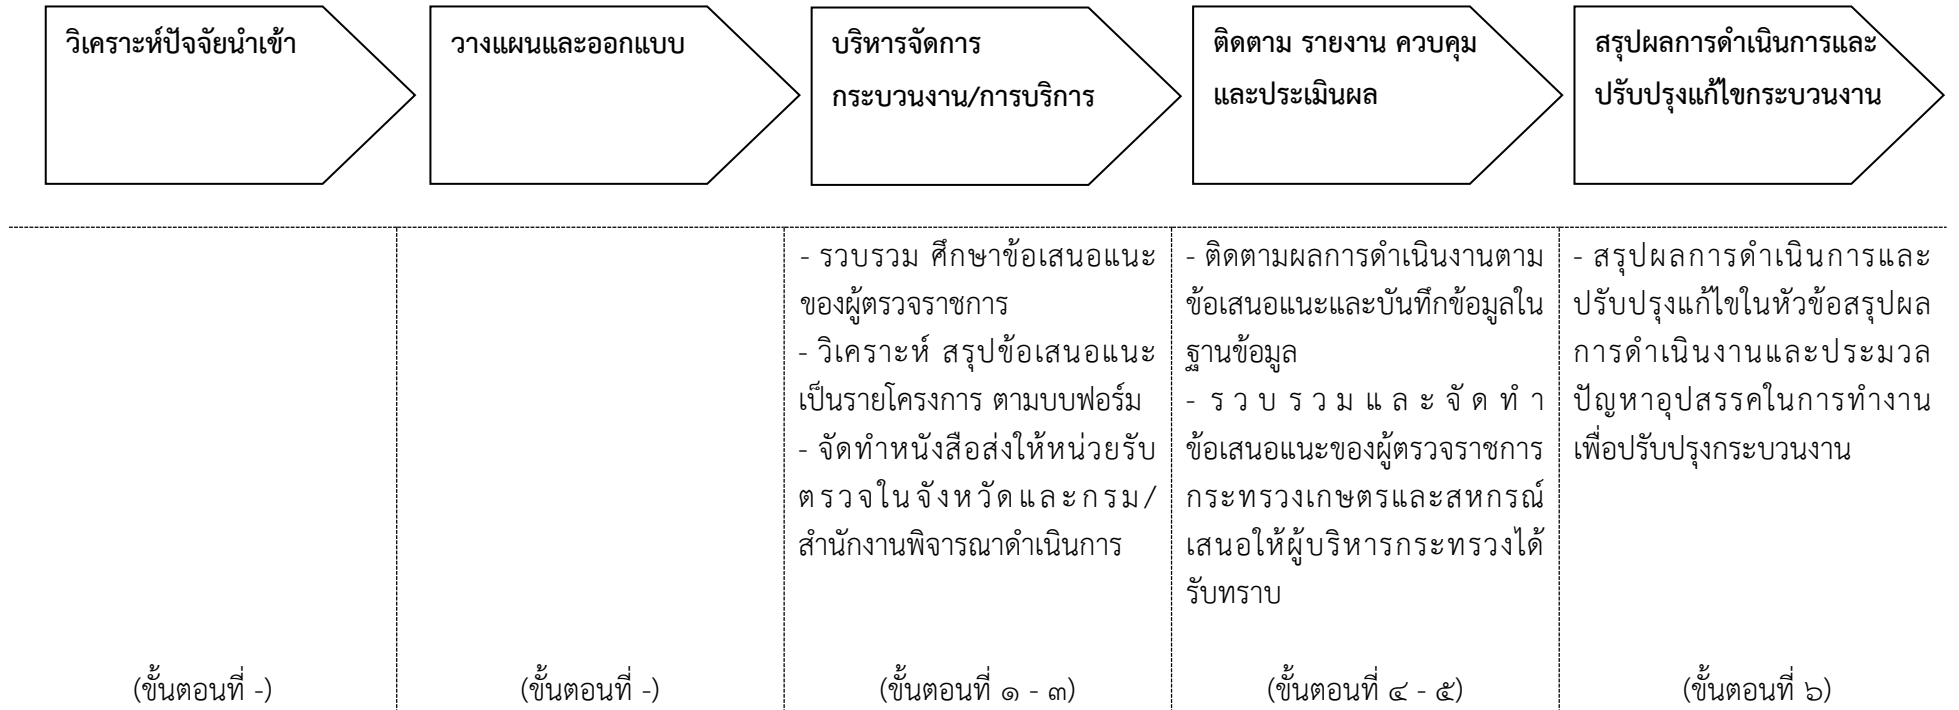 วิเคราะห์ปัจจัยนำเข้า
วางแผนและออกแบบ
บริหารจัดการ
กระบวนงาน/การบริการ
ติดตาม รายงาน ควบคุม
และประเมินผล
สรุปผลการดำเนินการและ
ปรับปรุงแก้ไขกระบวนงาน
(ขั้นตอนที่ -)
(ขั้นตอนที่ -)
- รวบรวม ศึกษาข้อเสนอแนะ
ของผู้ตรวจราชการ
- วิเคราะห์ สรุปข้อเสนอแนะ
เป็นรายโครงการ ตามบบฟอร์ม
- จัดทำหนังสือส่งให้หน่วยรับ
ตรวจในจังหวัดและกรม/
สำนักงานพิจารณาดำเนินการ
(ขั้นตอนที่ ๑ - ๓)
- ติดตามผลการดำเนินงานตาม
ข้อเสนอแนะและบันทึกข้อมูลใน
ฐานข้อมูล
- รวบรวมและจัดทำ
ข้อเสนอแนะของผู้ตรวจราชการ
กระทรวงเกษตรและสหกรณ์
เสนอให้ผู้บริหารกระทรวงได้
รับทราบ
(ขั้นตอนที่ ๔ - ๕)
- สรุปผลการดำเนินการและ
ปรับปรุงแก้ไขในหัวข้อสรุปผล
การดำเนินงานและประมวล
ปัญหาอุปสรรคในการทำงาน
เพื่อปรับปรุงกระบวนงาน
(ขั้นตอนที่ ๖)